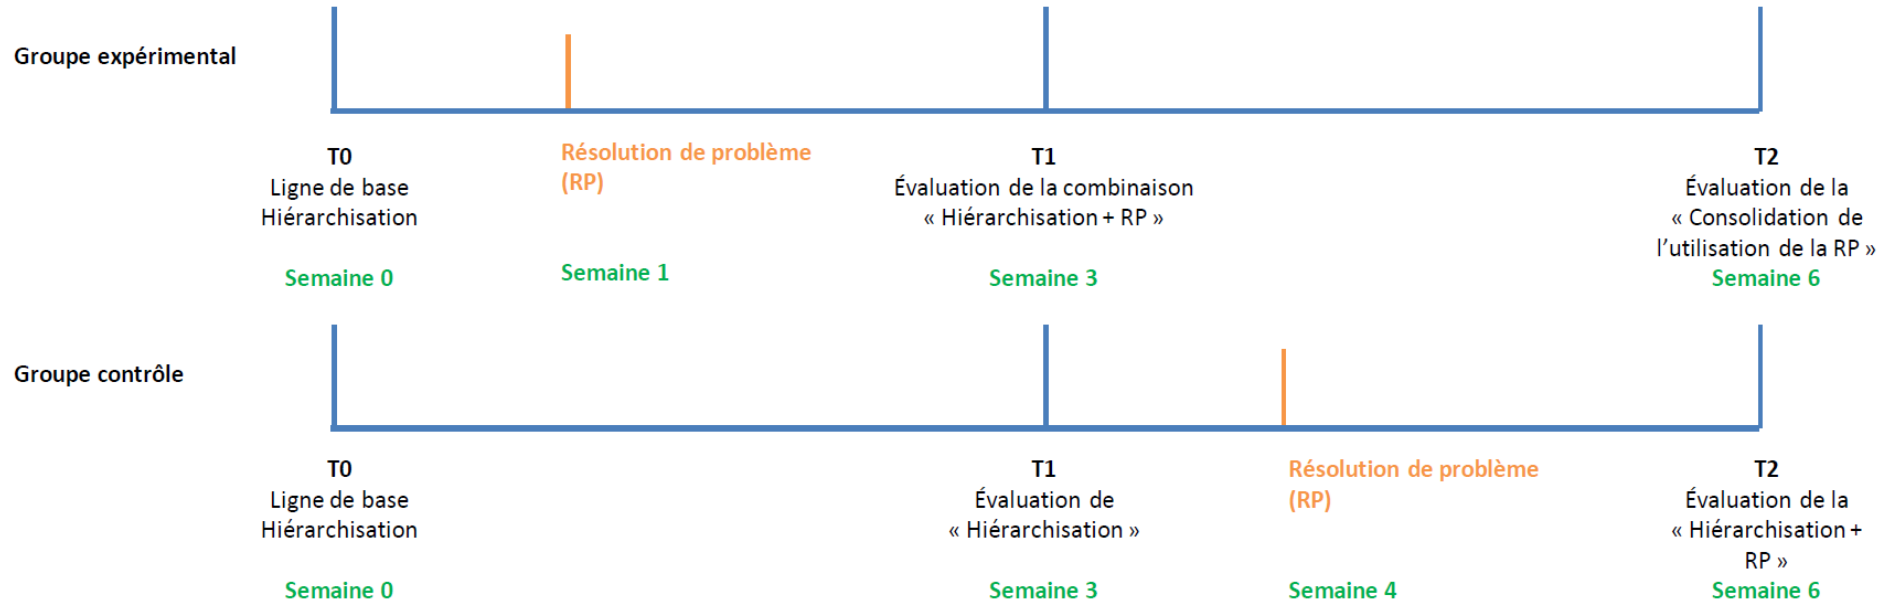 Groupe expérimental
T0
Ligne de base
Hiérarchisation
Semaine 0
Résolution de problème
(RP)
Semaine 1
T1
Évaluation de la combinaison
« Hiérarchisation + RP »
Semaine 3
T2
Évaluation de la
« Consolidation de
l’utilisation de la RP »
Semaine 6
Groupe contrôle
T0
Ligne de base
Hiérarchisation
Semaine 0
T1
Évaluation de
« Hiérarchisation »
Semaine 3
Résolution de problème
(RP)
Semaine 4
T2
Évaluation de la
« Hiérarchisation +
RP »
Semaine 6